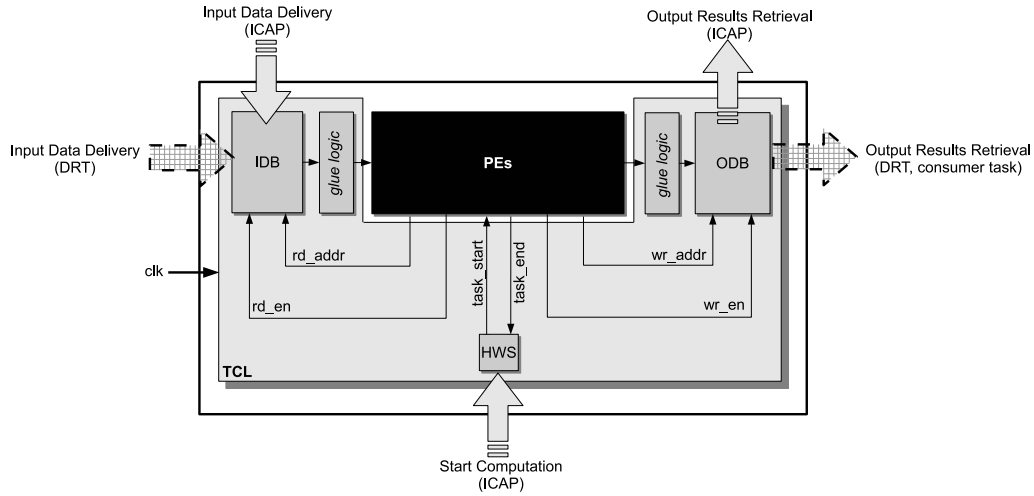 Input Data Delivery
(ICAP)
Output Results Retrieval
(ICAP)
Input Data Delivery
(DRT)
IDB
glue logic
PEs
glue logic
ODB
Output Results Retrieval
(DRT, consumer task)
rd_addr
task_start
task_end
wr_addr
clk
rd_en
wr_en
HWS
TCL
Start Computation
(ICAP)